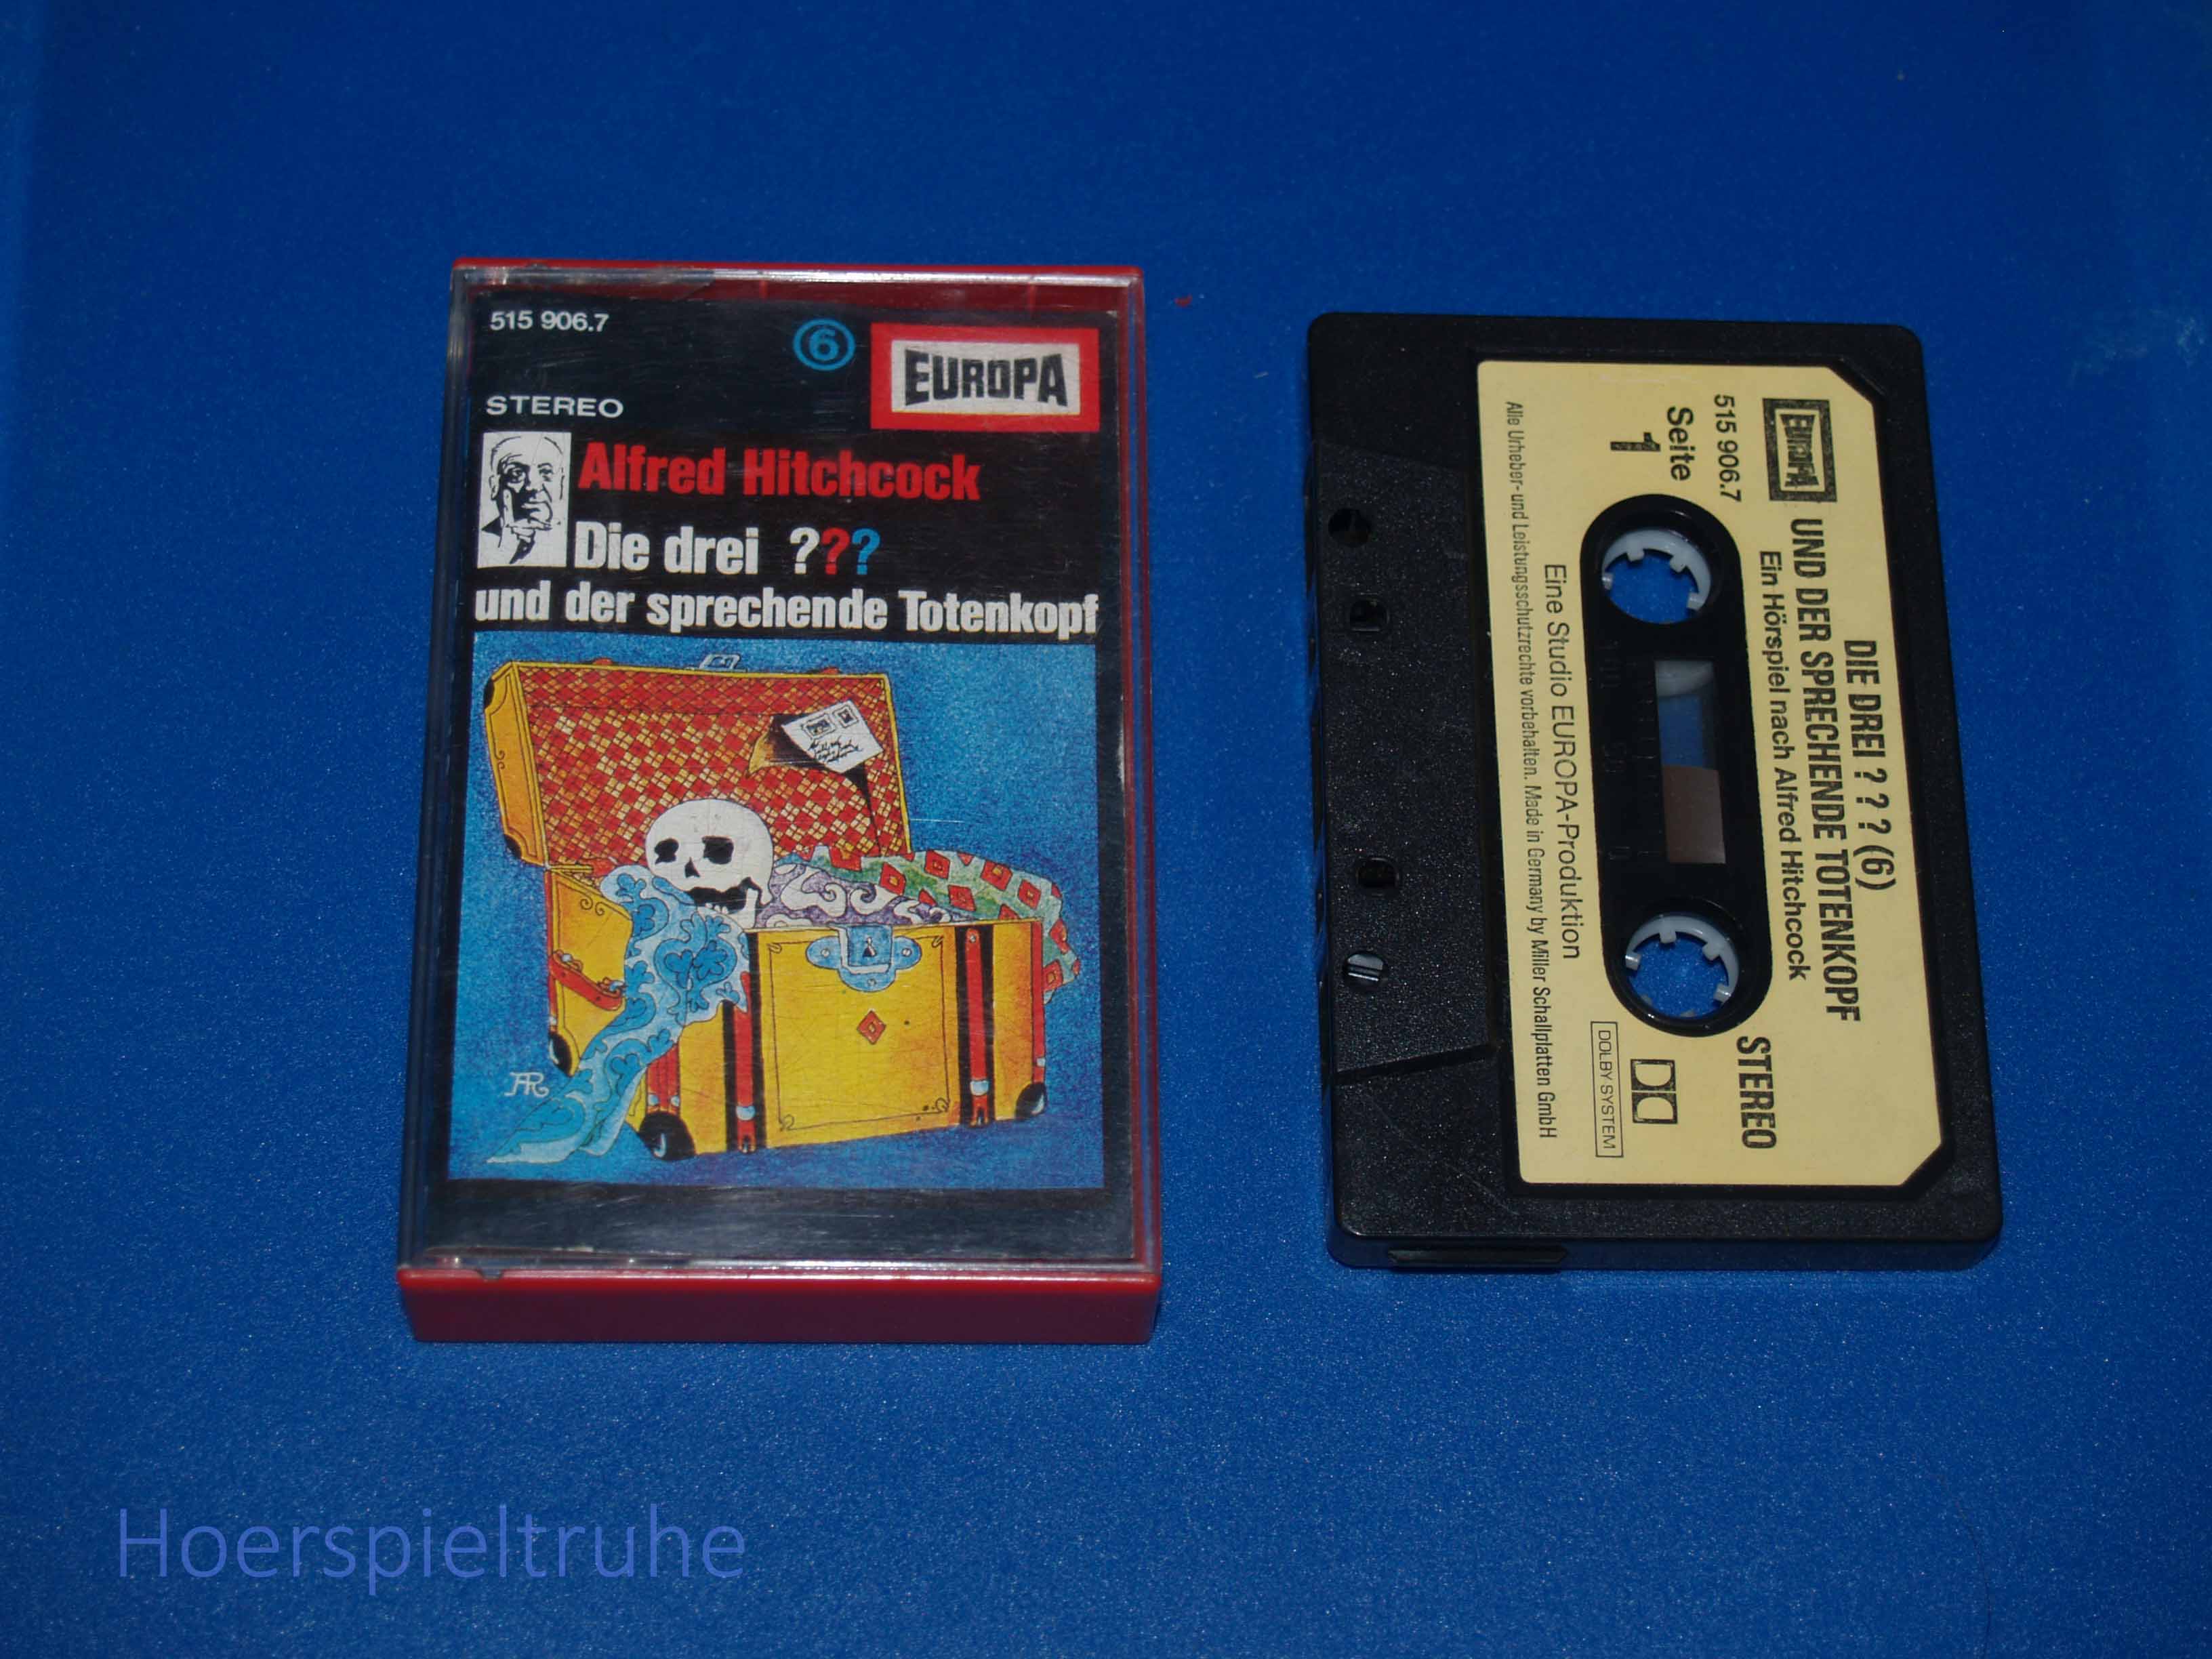 515 906.7
6
EUROPA
STEREO
Alfred Hitchcock
Die drei ???
und der sprechende Totenkopf
AR
EUROPA
515 906.7
Seite
1
DIE DREI ? ? ? (6)
UND DER SPRECHENDE TOTENKOPF
Ein Hörspiel nach Alfred Hitchcock
STEREO
DOLBY SYSTEM
Eine Studio EUROPA-Produktion
Alle Urheber- und Leistungsschutzrechte vorbehalten. Made in Germany by Miller Schallplatten GmbH
Hoerspieltruhe